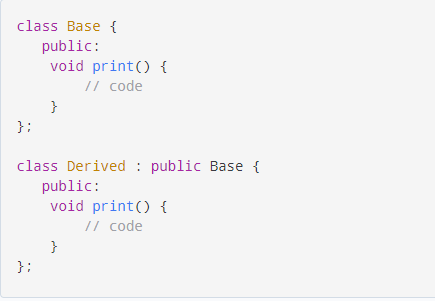 class Base {
   public:
    void print() {
        // code
    }
};

class Derived : public Base {
   public:
    void print() {
        // code
    }
};